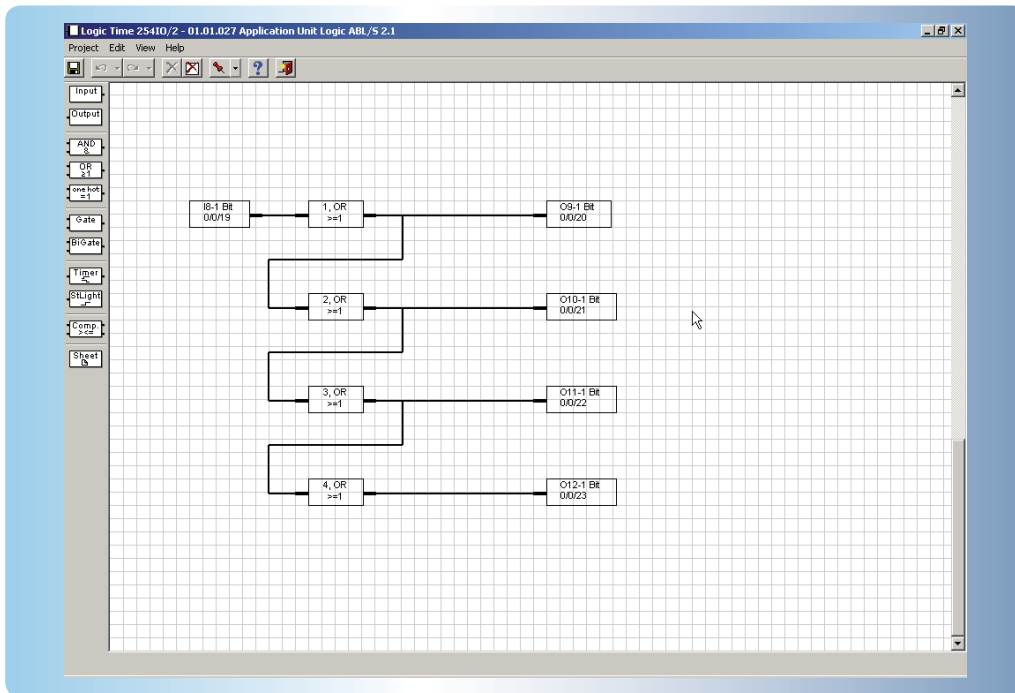 Logic Time 254IO/2 - 01.01.027 Application Unit Logic ABL/S 2.1
Project Edit View Help
Input
Output
AND
&
OR
≥1
one hot
=1
Gate
BiGate
Timer
StLight
Comp.
><=
Sheet
I8-1 Bit
0/0/19
1, OR
>=1
O9-1 Bit
0/0/20
2, OR
>=1
O10-1 Bit
0/0/21
3, OR
>=1
O11-1 Bit
0/0/22
4, OR
>=1
O12-1 Bit
0/0/23